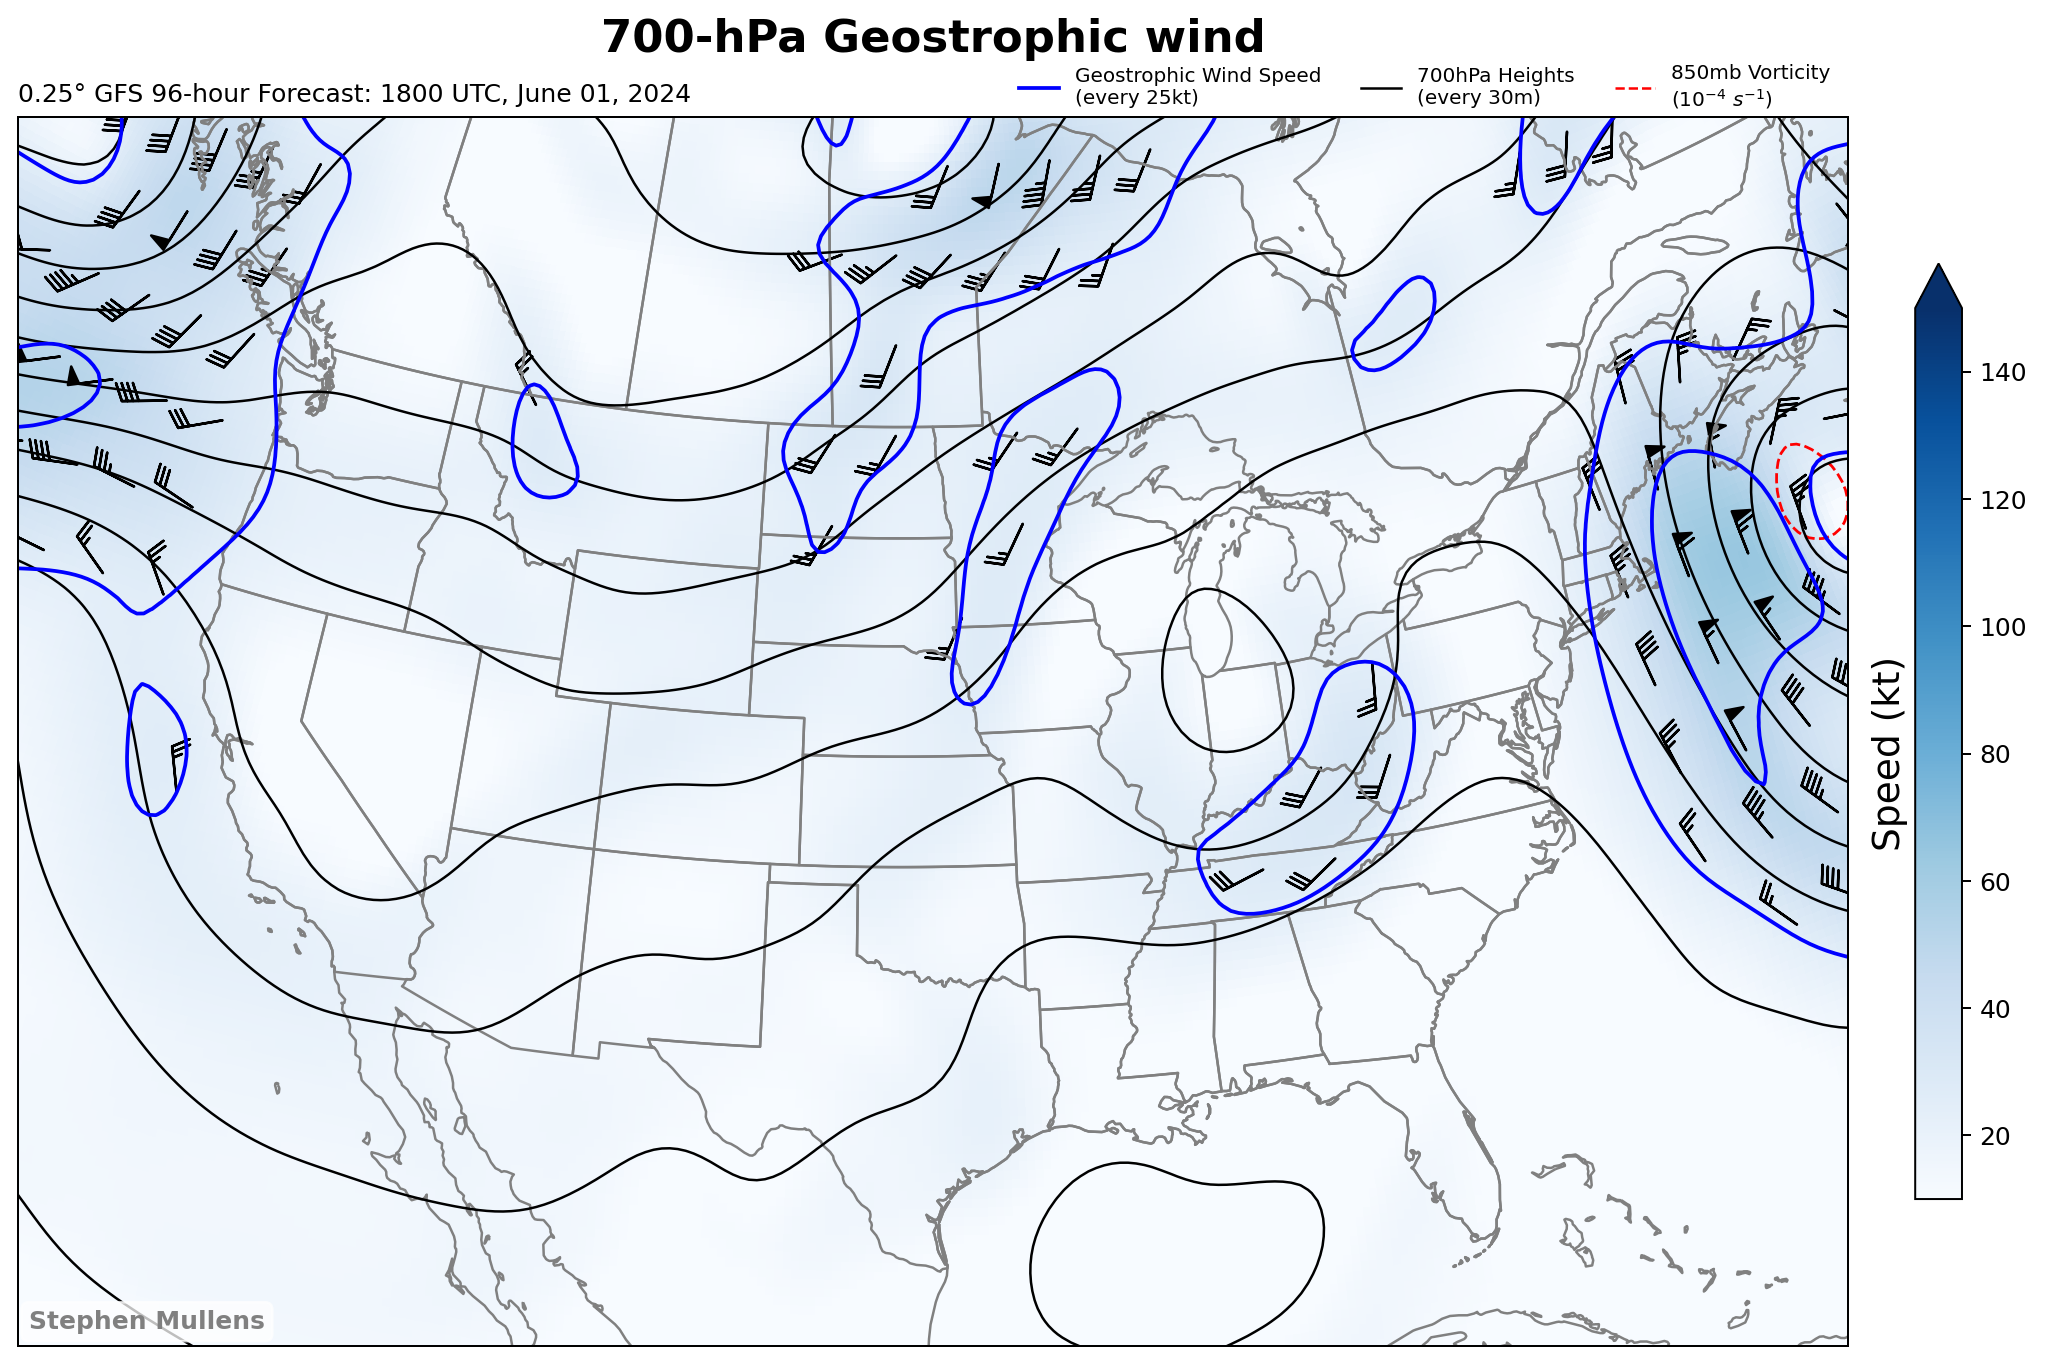 700-hPa Geostrophic wind
0.25° GFS 96-hour Forecast: 1800 UTC, June 01, 2024
Geostrophic Wind Speed
(every 25kt)
700hPa Heights
(every 30m)
850mb Vorticity
(10⁻⁴ s⁻¹)
140
120
100
80
60
40
20
Speed (kt)
Stephen Mullens